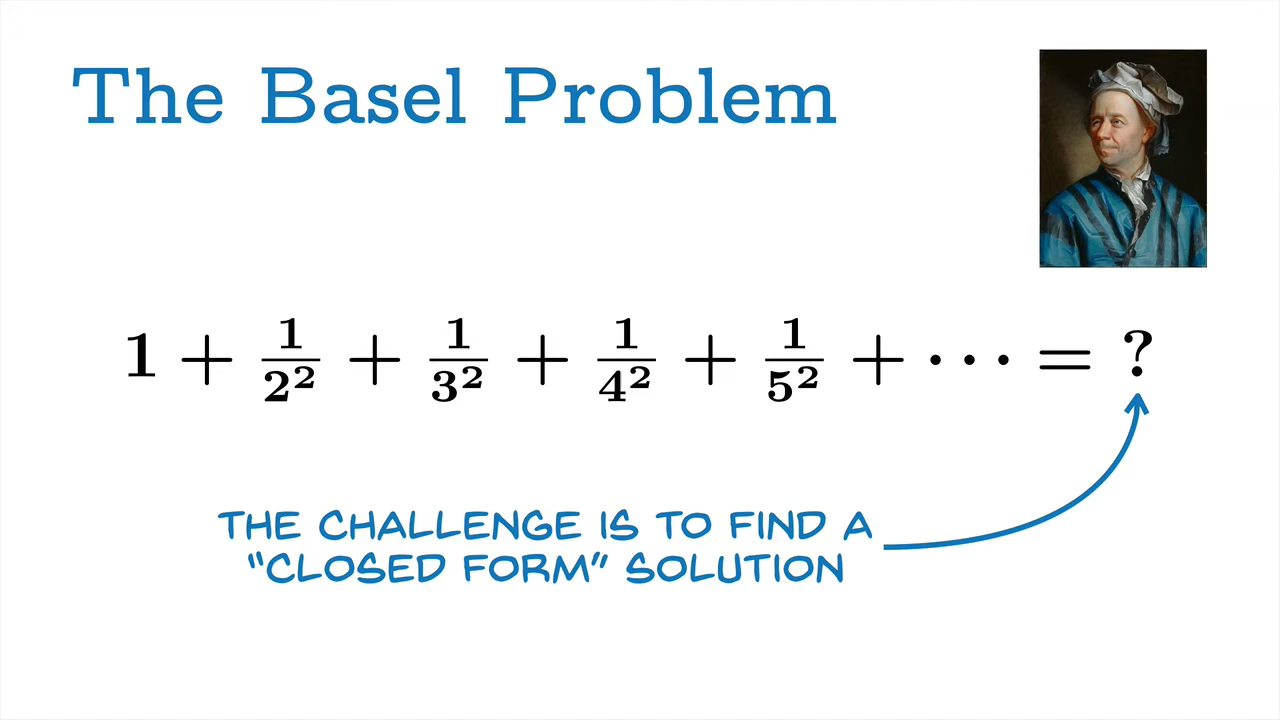 The Basel Problem
1 + 1/2² + 1/3² + 1/4² + 1/5² + ⋯ = ?
THE CHALLENGE IS TO FIND A
"CLOSED FORM" SOLUTION